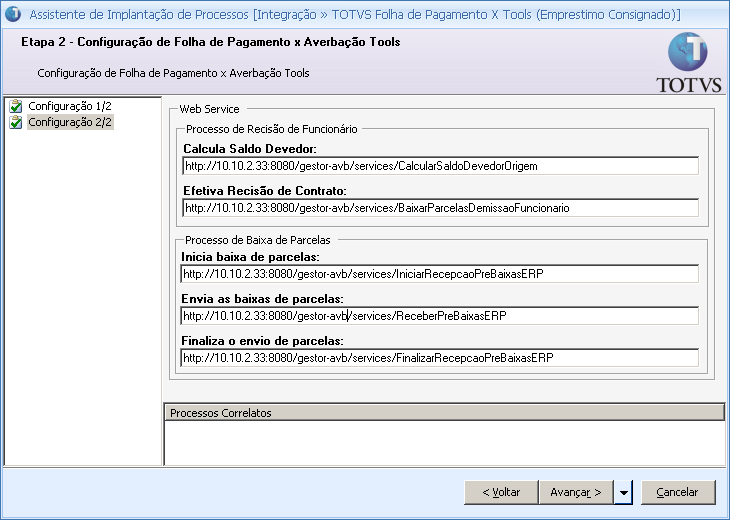 Assistente de Implantação de Processos [Integração » TOTVS Folha de Pagamento X Tools (Emprestimo Consignado)]
Etapa 2 - Configuração de Folha de Pagamento x Averbação Tools
Configuração de Folha de Pagamento x Averbação Tools
TOTVS
Configuração 1/2
Configuração 2/2
Web Service
Processo de Recisão de Funcionário
Calcula Saldo Devedor:
http://10.10.2.33:8080/gestor-avb/services/CalcularSaldoDevedorOrigem
Efetiva Recisão de Contrato:
http://10.10.2.33:8080/gestor-avb/services/BaixarParcelasDemissaoFuncionario
Processo de Baixa de Parcelas
Inicia baixa de parcelas:
http://10.10.2.33:8080/gestor-avb/services/IniciarRecepcaoPreBaixasERP
Envia as baixas de parcelas:
http://10.10.2.33:8080/gestor-avb/services/ReceberPreBaixasERP
Finaliza o envio de parcelas:
http://10.10.2.33:8080/gestor-avb/services/FinalizarRecepcaoPreBaixasERP
Processos Correlatos
< Voltar
Avançar >
Cancelar